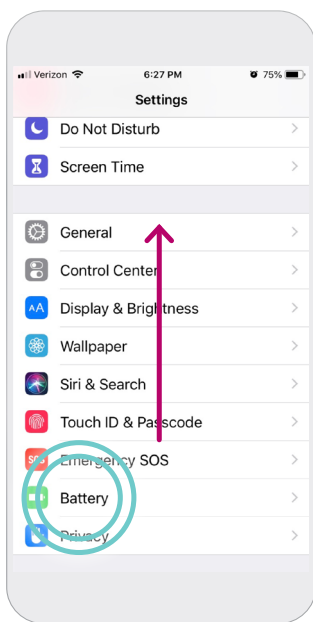 Verizon 6:27 PM 75%
Settings
Do Not Disturb
Screen Time
General
Control Center
AA Display & Brightness
Wallpaper
Siri & Search
Touch ID & Passcode
SOS Emergency SOS
Battery
Privacy